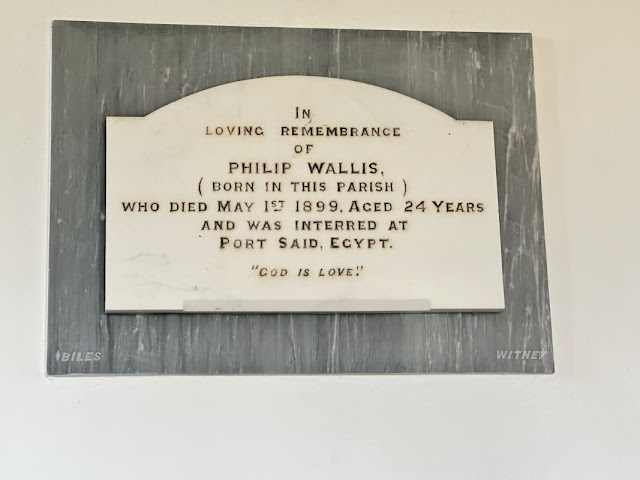 IN
LOVING REMEMBRANCE
OF
PHILIP WALLIS,
( BORN IN THIS PARISH )
WHO DIED MAY 1ST 1899, AGED 24 YEARS
AND WAS INTERRED AT
PORT SAID, EGYPT.
"GOD IS LOVE."
BILES
WITNEY